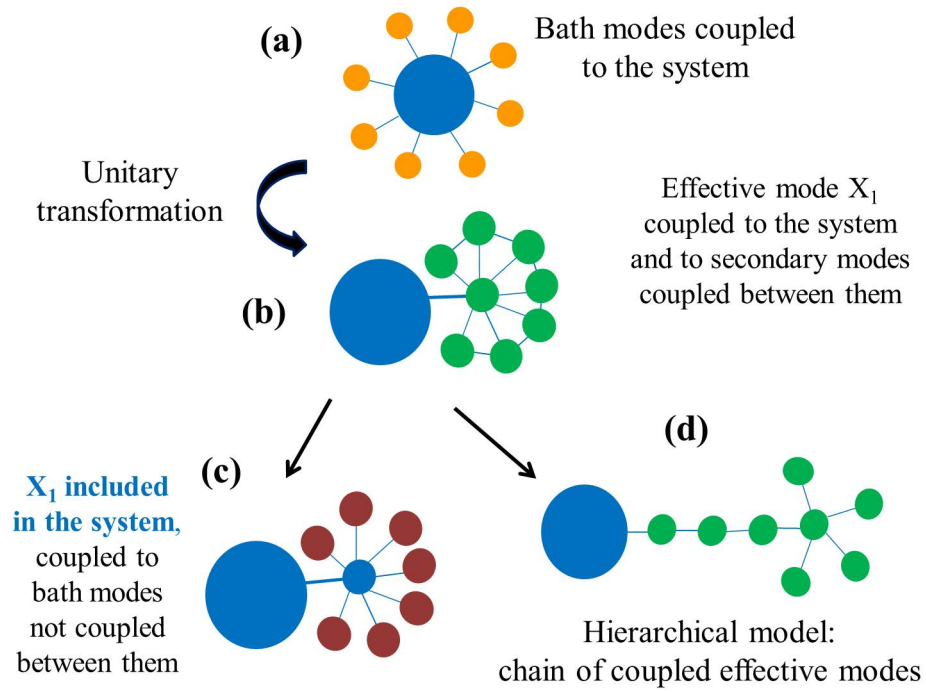 (a)
Bath modes coupled
to the system
Unitary
transformation
Effective mode X₁
coupled to the system
and to secondary modes
coupled between them
(b)
(c)
X₁ included
in the system,
coupled to
bath modes
not coupled
between them
(d)
Hierarchical model:
chain of coupled effective modes